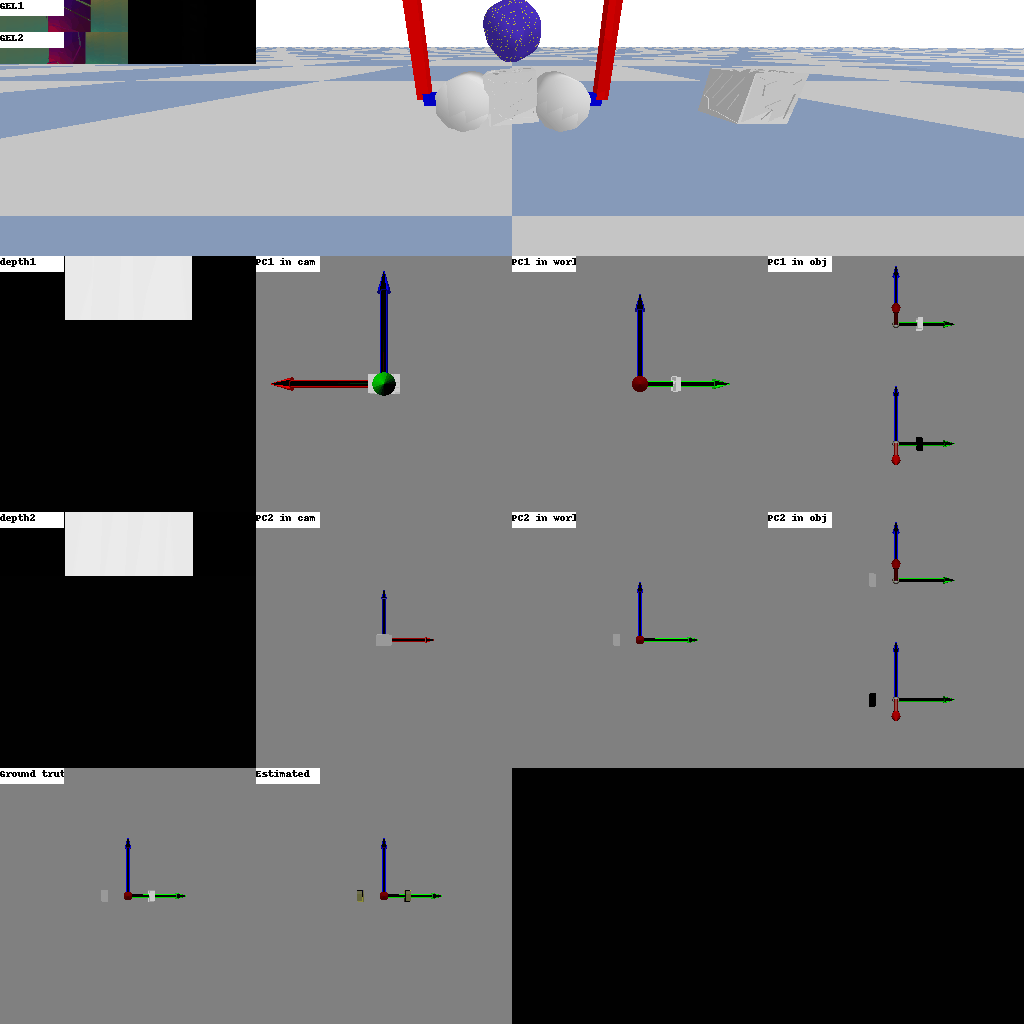 GEL1
GEL2
depth1
PC1 in cam
PC1 in worl
PC1 in obj
depth2
PC2 in cam
PC2 in worl
PC2 in obj
Ground trut
Estimated